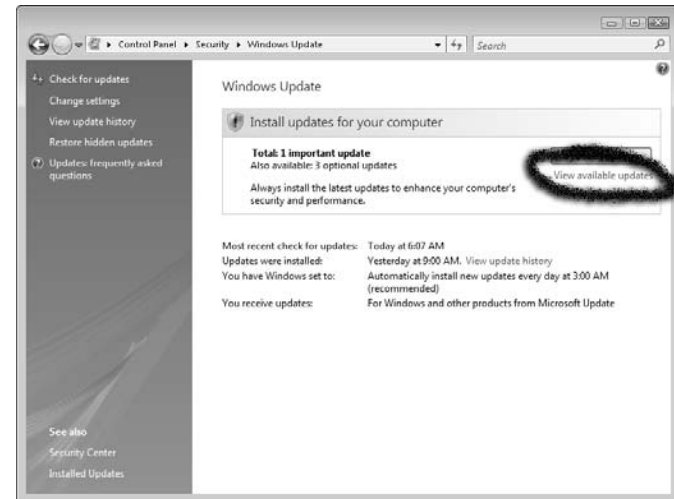 Control Panel ▸ Security ▸ Windows Update
Search
Check for updates
Change settings
View update history
Restore hidden updates
Updates: frequently asked
questions
Windows Update
Install updates for your computer
Total: 1 important update
Also available: 3 optional
updates
View available updates
Always install the latest updates to enhance your computer's
security and performance.
Most recent check for updates: Today at 6:07 AM
Updates were installed: Yesterday at 9:00 AM. View update history
You have Windows set to: Automatically install new updates every day at 3:00 AM
(recommended)
You receive updates: For Windows and other products from Microsoft Update
See also
Security Center
Installed Updates